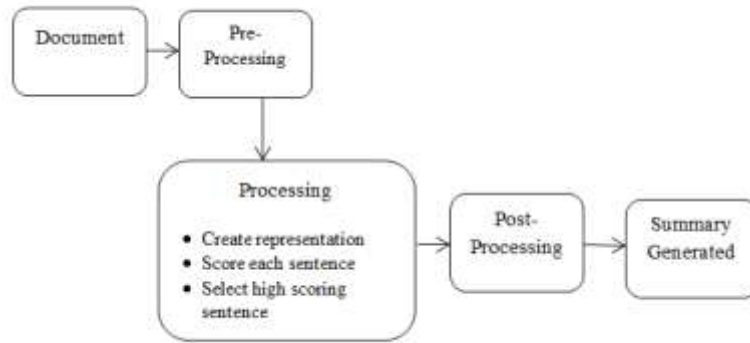 Document
Pre-
Processing
Processing
• Create representation
• Score each sentence
• Select high scoring
sentence
Post-
Processing
Summary
Generated